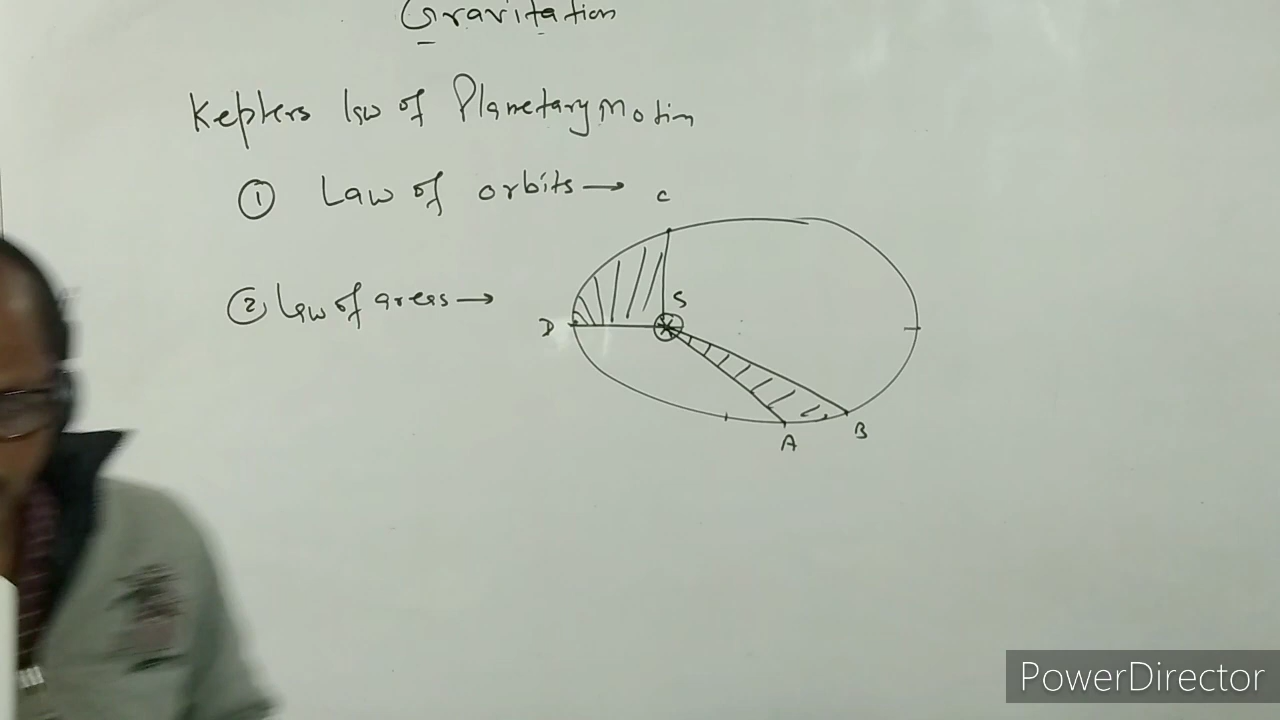 Gravitation
Keplers law of Planetary Motion
① Law of orbits →
② Law of areas →
C
S
D
A
B
PowerDirector